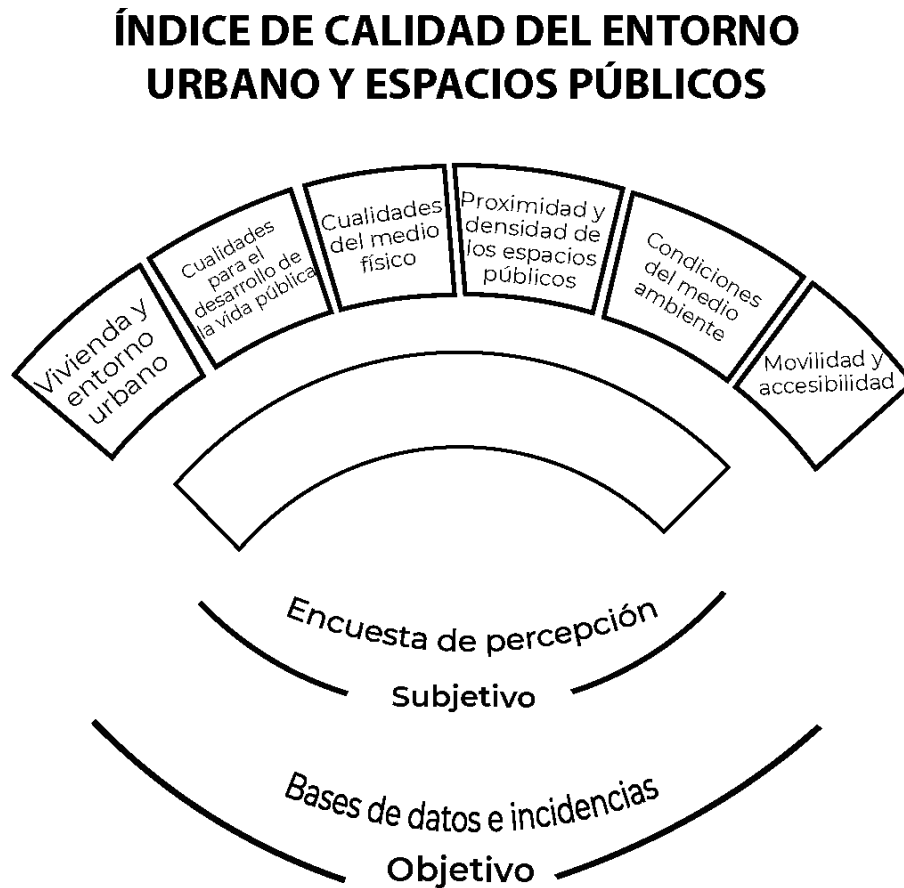 ÍNDICE DE CALIDAD DEL ENTORNO
URBANO Y ESPACIOS PÚBLICOS
Vivienda y
entorno
urbano
Cualidades
para el
desarrollo de
la vida pública
Cualidades
del medio
físico
Proximidad y
densidad de
los espacios
públicos
Condiciones
del medio
ambiente
Movilidad y
accesibilidad
Encuesta de percepción
Subjetivo
Bases de datos e incidencias
Objetivo